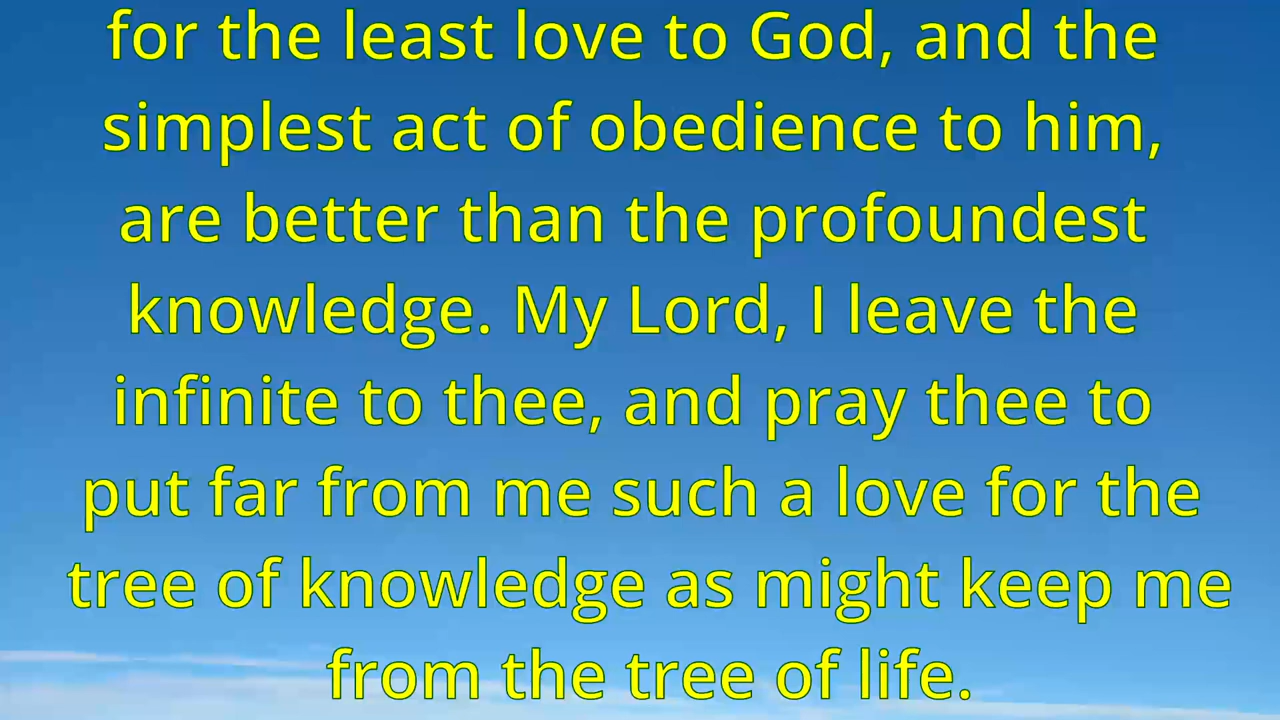 for the least love to God, and the
simplest act of obedience to him,
are better than the profoundest
knowledge. My Lord, I leave the
infinite to thee, and pray thee to
put far from me such a love for the
tree of knowledge as might keep me
from the tree of life.